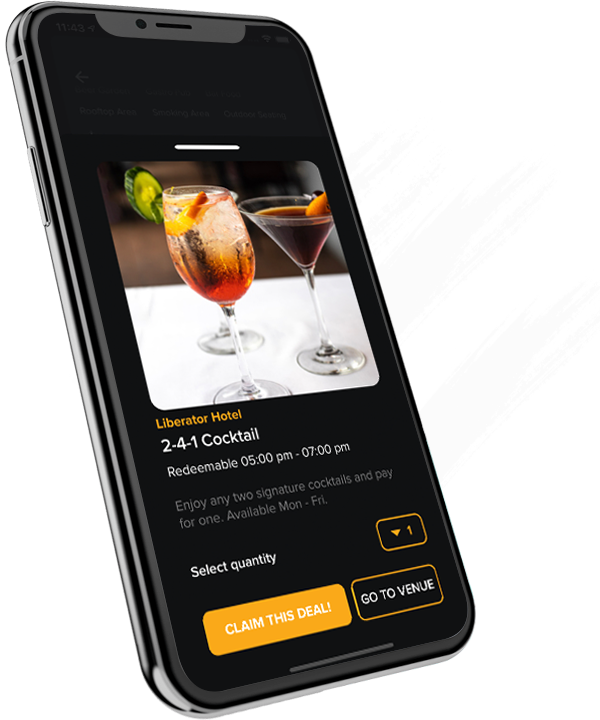 11:43
Rooftop Area Smoking Area Outdoor Seating
Liberator Hotel
2-4-1 Cocktail
Redeemable 05:00 pm - 07:00 pm
Enjoy any two signature cocktails and pay
for one. Available Mon - Fri.
1
Select quantity
CLAIM THIS DEAL!
GO TO VENUE